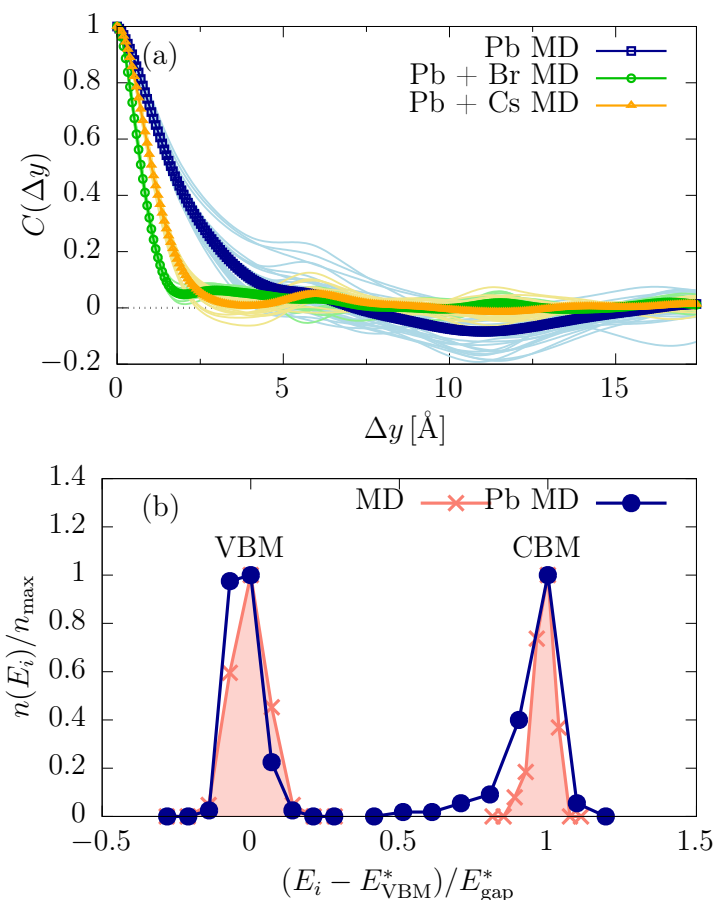 (a)
Pb MD
Pb + Br MD
Pb + Cs MD
C(Δy)
1
0.8
0.6
0.4
0.2
0
−0.2
0 5 10 15
Δy [Å]
(b)
MD Pb MD
VBM CBM
n(E_i)/n_max
1.4
1.2
1
0.8
0.6
0.4
0.2
0
−0.5 0 0.5 1 1.5
(E_i − E*_VBM)/E*_gap